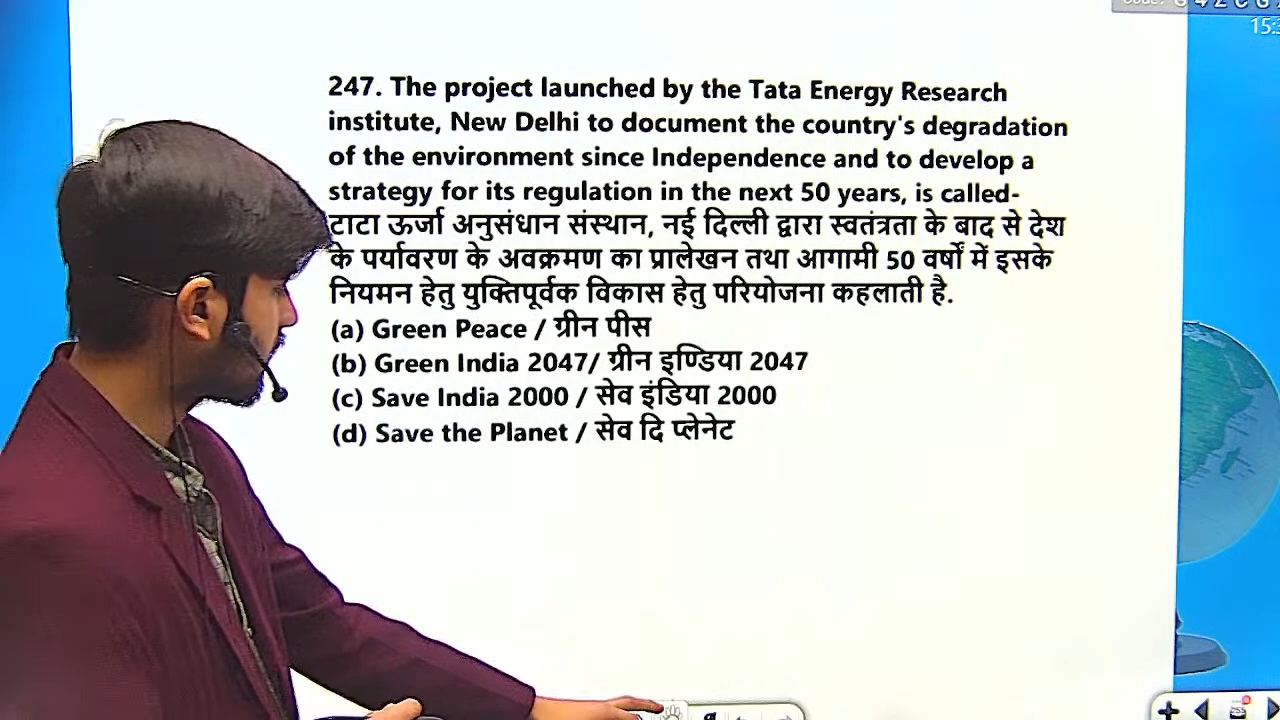 15:
247. The project launched by the Tata Energy Research
institute, New Delhi to document the country's degradation
of the environment since Independence and to develop a
strategy for its regulation in the next 50 years, is called-
टाटा ऊर्जा अनुसंधान संस्थान, नई दिल्ली द्वारा स्वतंत्रता के बाद से देश
के पर्यावरण के अवक्रमण का प्रालेखन तथा आगामी 50 वर्षों में इसके
नियमन हेतु युक्तिपूर्वक विकास हेतु परियोजना कहलाती है.
(a) Green Peace / ग्रीन पीस
(b) Green India 2047/ ग्रीन इण्डिया 2047
(c) Save India 2000 / सेव इंडिया 2000
(d) Save the Planet / सेव दि प्लेनेट